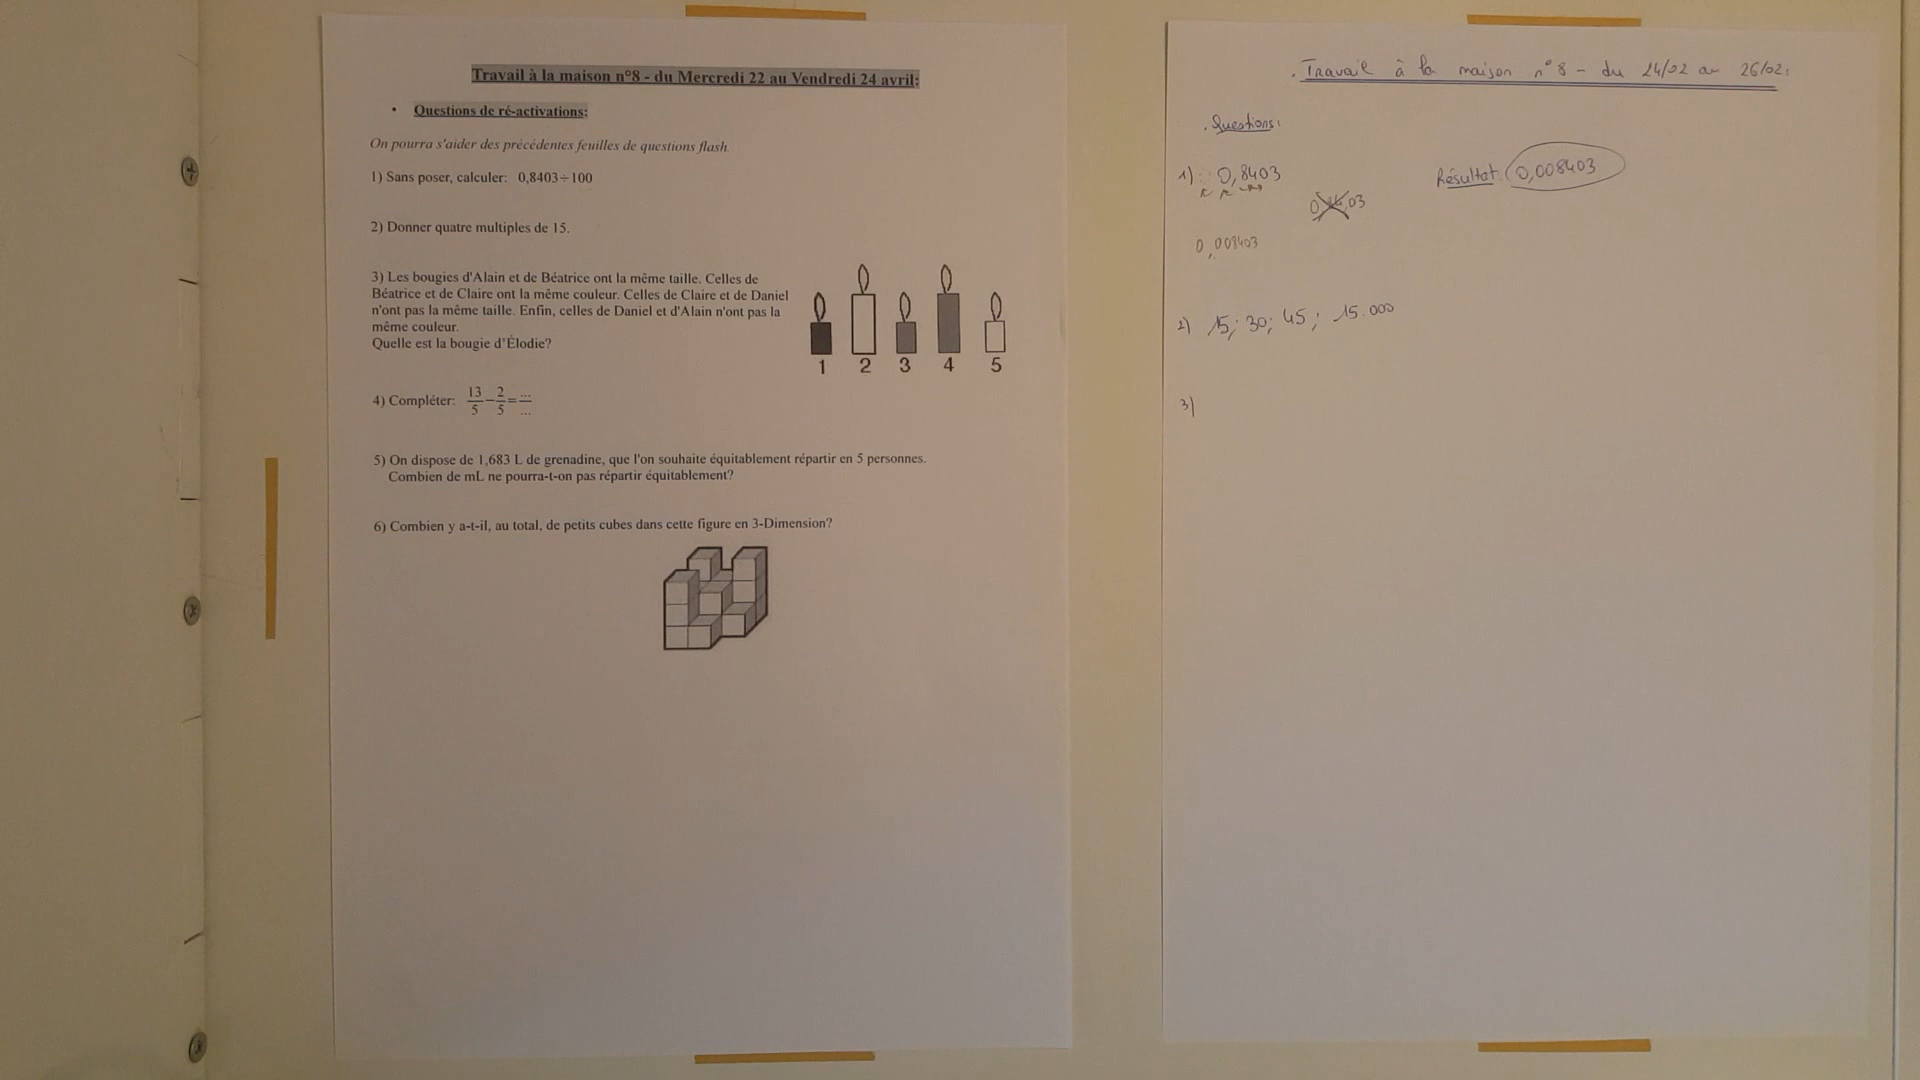 Travail à la maison n°8 - du Mercredi 22 au Vendredi 24 avril:
• Questions de ré-activations:
On pourra s'aider des précédentes feuilles de questions flash.
1) Sans poser, calculer: 0,8403÷100
2) Donner quatre multiples de 15.
3) Les bougies d'Alain et de Béatrice ont la même taille. Celles de
Béatrice et de Claire ont la même couleur. Celles de Claire et de Daniel
n'ont pas la même taille. Enfin, celles de Daniel et d'Alain n'ont pas la
même couleur.
Quelle est la bougie d'Élodie?
1 2 3 4 5
4) Compléter: 13/5 − 2/5 = .../...
5) On dispose de 1,683 L de grenadine, que l'on souhaite équitablement répartir en 5 personnes.
Combien de mL ne pourra-t-on pas répartir équitablement?
6) Combien y a-t-il, au total, de petits cubes dans cette figure en 3-Dimension?
. Travail à la maison n°8 - du 24/02 au 26/02:
. Questions:
1) 0,8403
Résultat: 0,008403
0,008403
2) 15; 30; 45; 15.000
3)